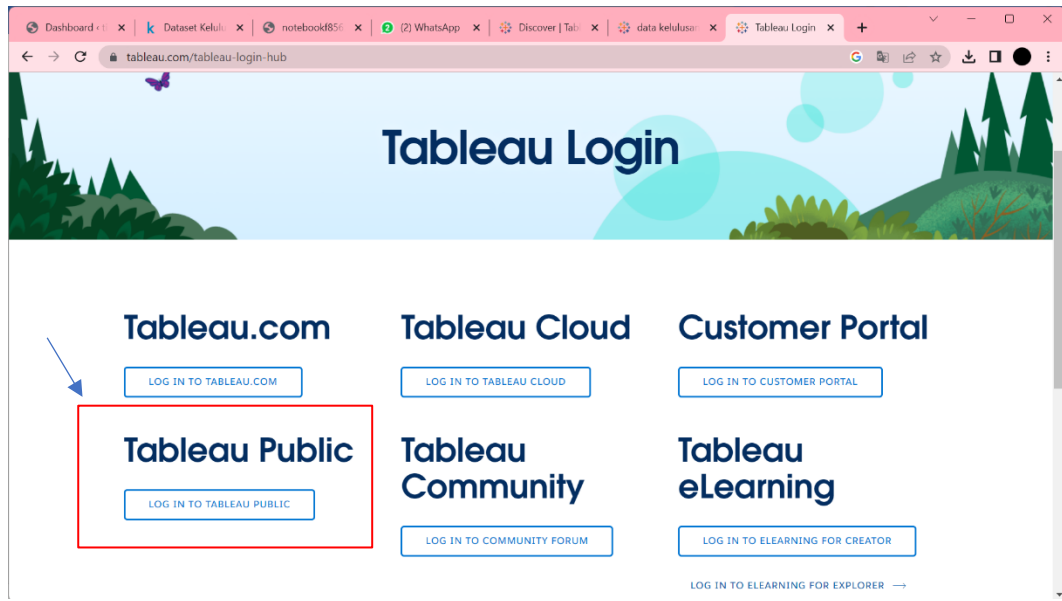 Dashboard ‹ t
Dataset Kelulu
notebookf856
(2) WhatsApp
Discover | Tabl
data kelulusan
Tableau Login
tableau.com/tableau-login-hub
Tableau Login
Tableau.com
Tableau Cloud
Customer Portal
LOG IN TO TABLEAU.COM
LOG IN TO TABLEAU CLOUD
LOG IN TO CUSTOMER PORTAL
Tableau Public
LOG IN TO TABLEAU PUBLIC
Tableau
Community
LOG IN TO COMMUNITY FORUM
Tableau
eLearning
LOG IN TO ELEARNING FOR CREATOR
LOG IN TO ELEARNING FOR EXPLORER →